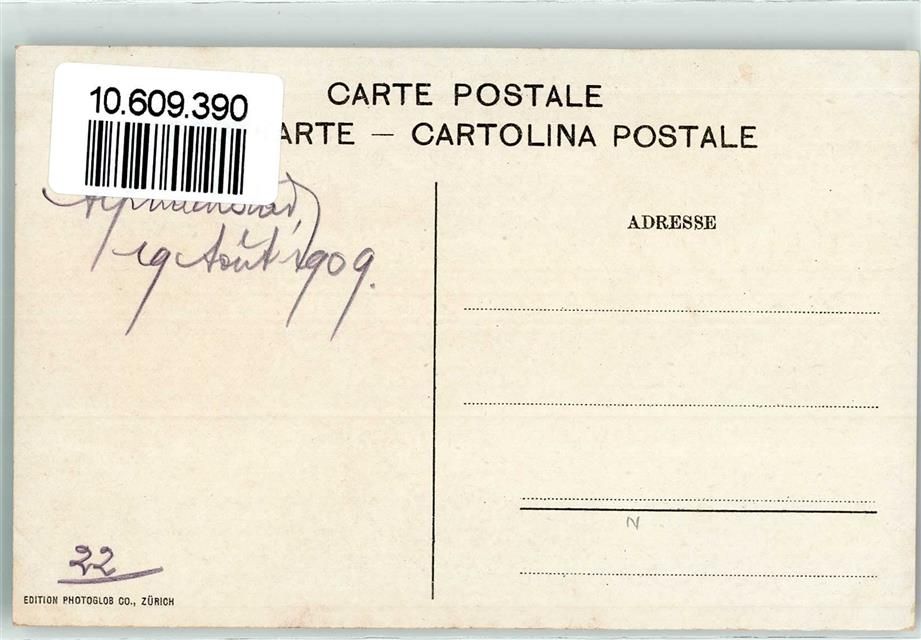 10.609.390
CARTE POSTALE
ARTE — CARTOLINA POSTALE
ADRESSE
19 Août 1909.
N
22
EDITION PHOTOGLOB CO., ZÜRICH